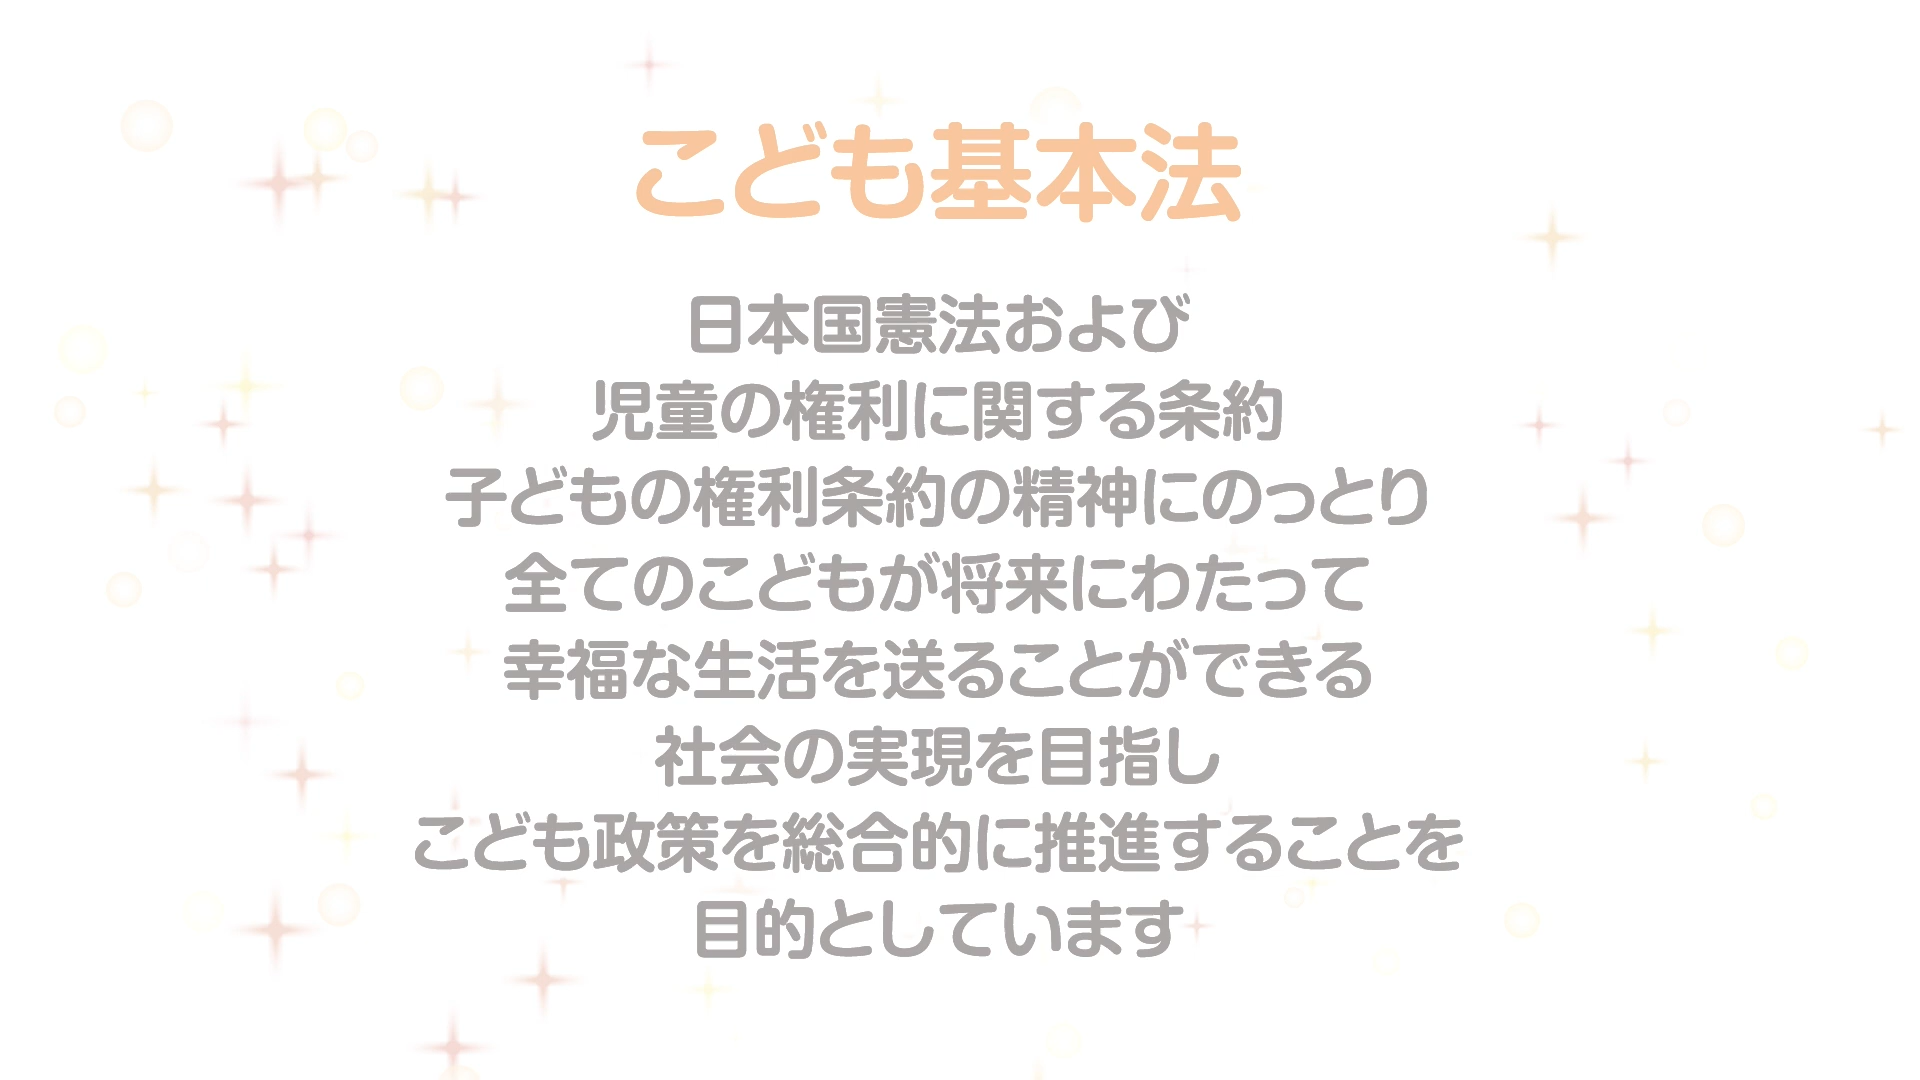 こども基本法
日本国憲法および
児童の権利に関する条約
子どもの権利条約の精神にのっとり
全てのこどもが将来にわたって
幸福な生活を送ることができる
社会の実現を目指し
こども政策を総合的に推進することを
目的としています